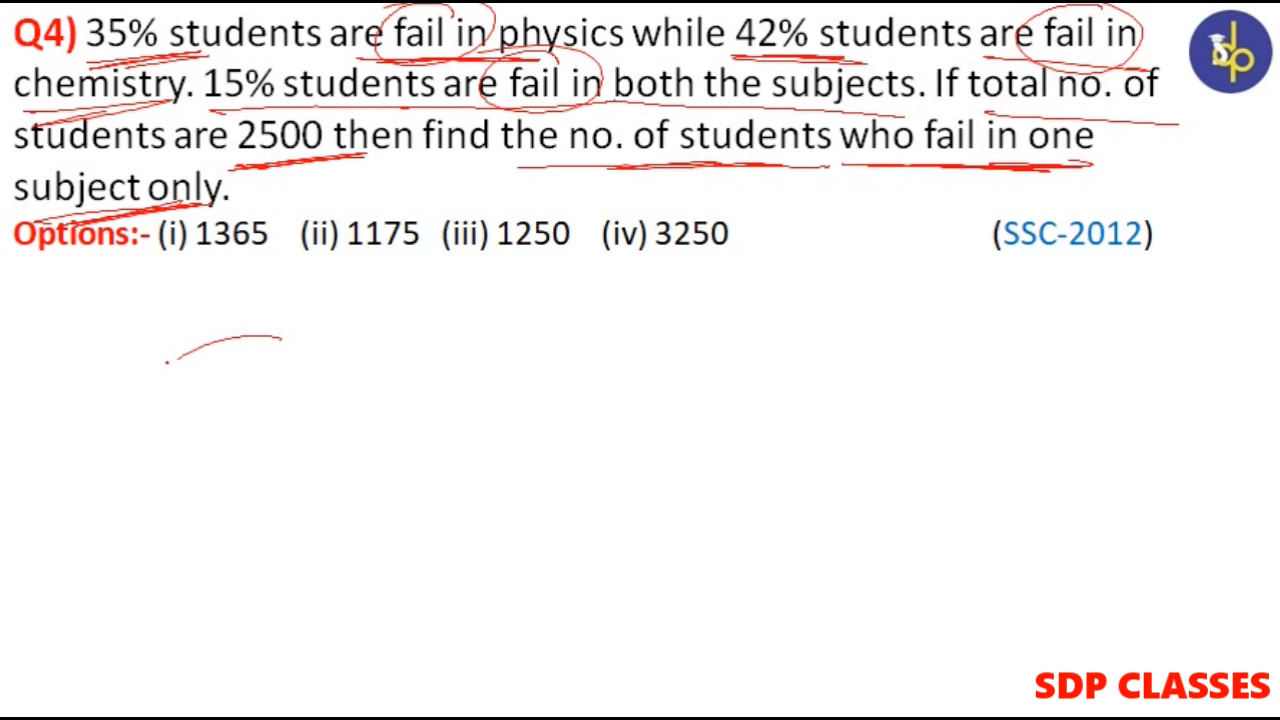 Q4) 35% students are fail in physics while 42% students are fail in
chemistry. 15% students are fail in both the subjects. If total no. of
students are 2500 then find the no. of students who fail in one
subject only.
Options:- (i) 1365 (ii) 1175 (iii) 1250 (iv) 3250 (SSC-2012)
SDP CLASSES